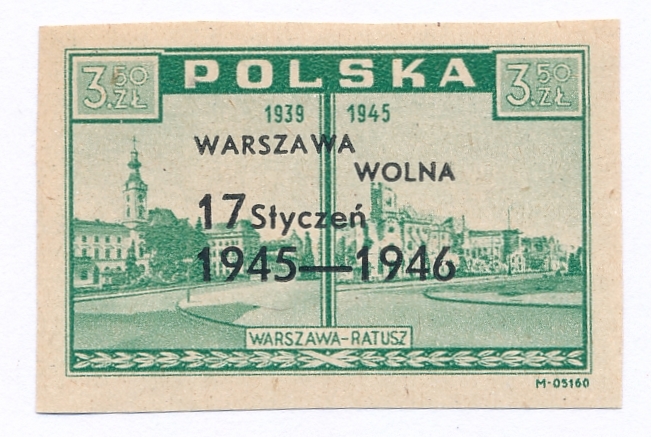 POLSKA
3.50 ZŁ
3.50 ZŁ
1939 1945
WARSZAWA
WOLNA
17 Styczeń
1945—1946
WARSZAWA-RATUSZ
M-05160